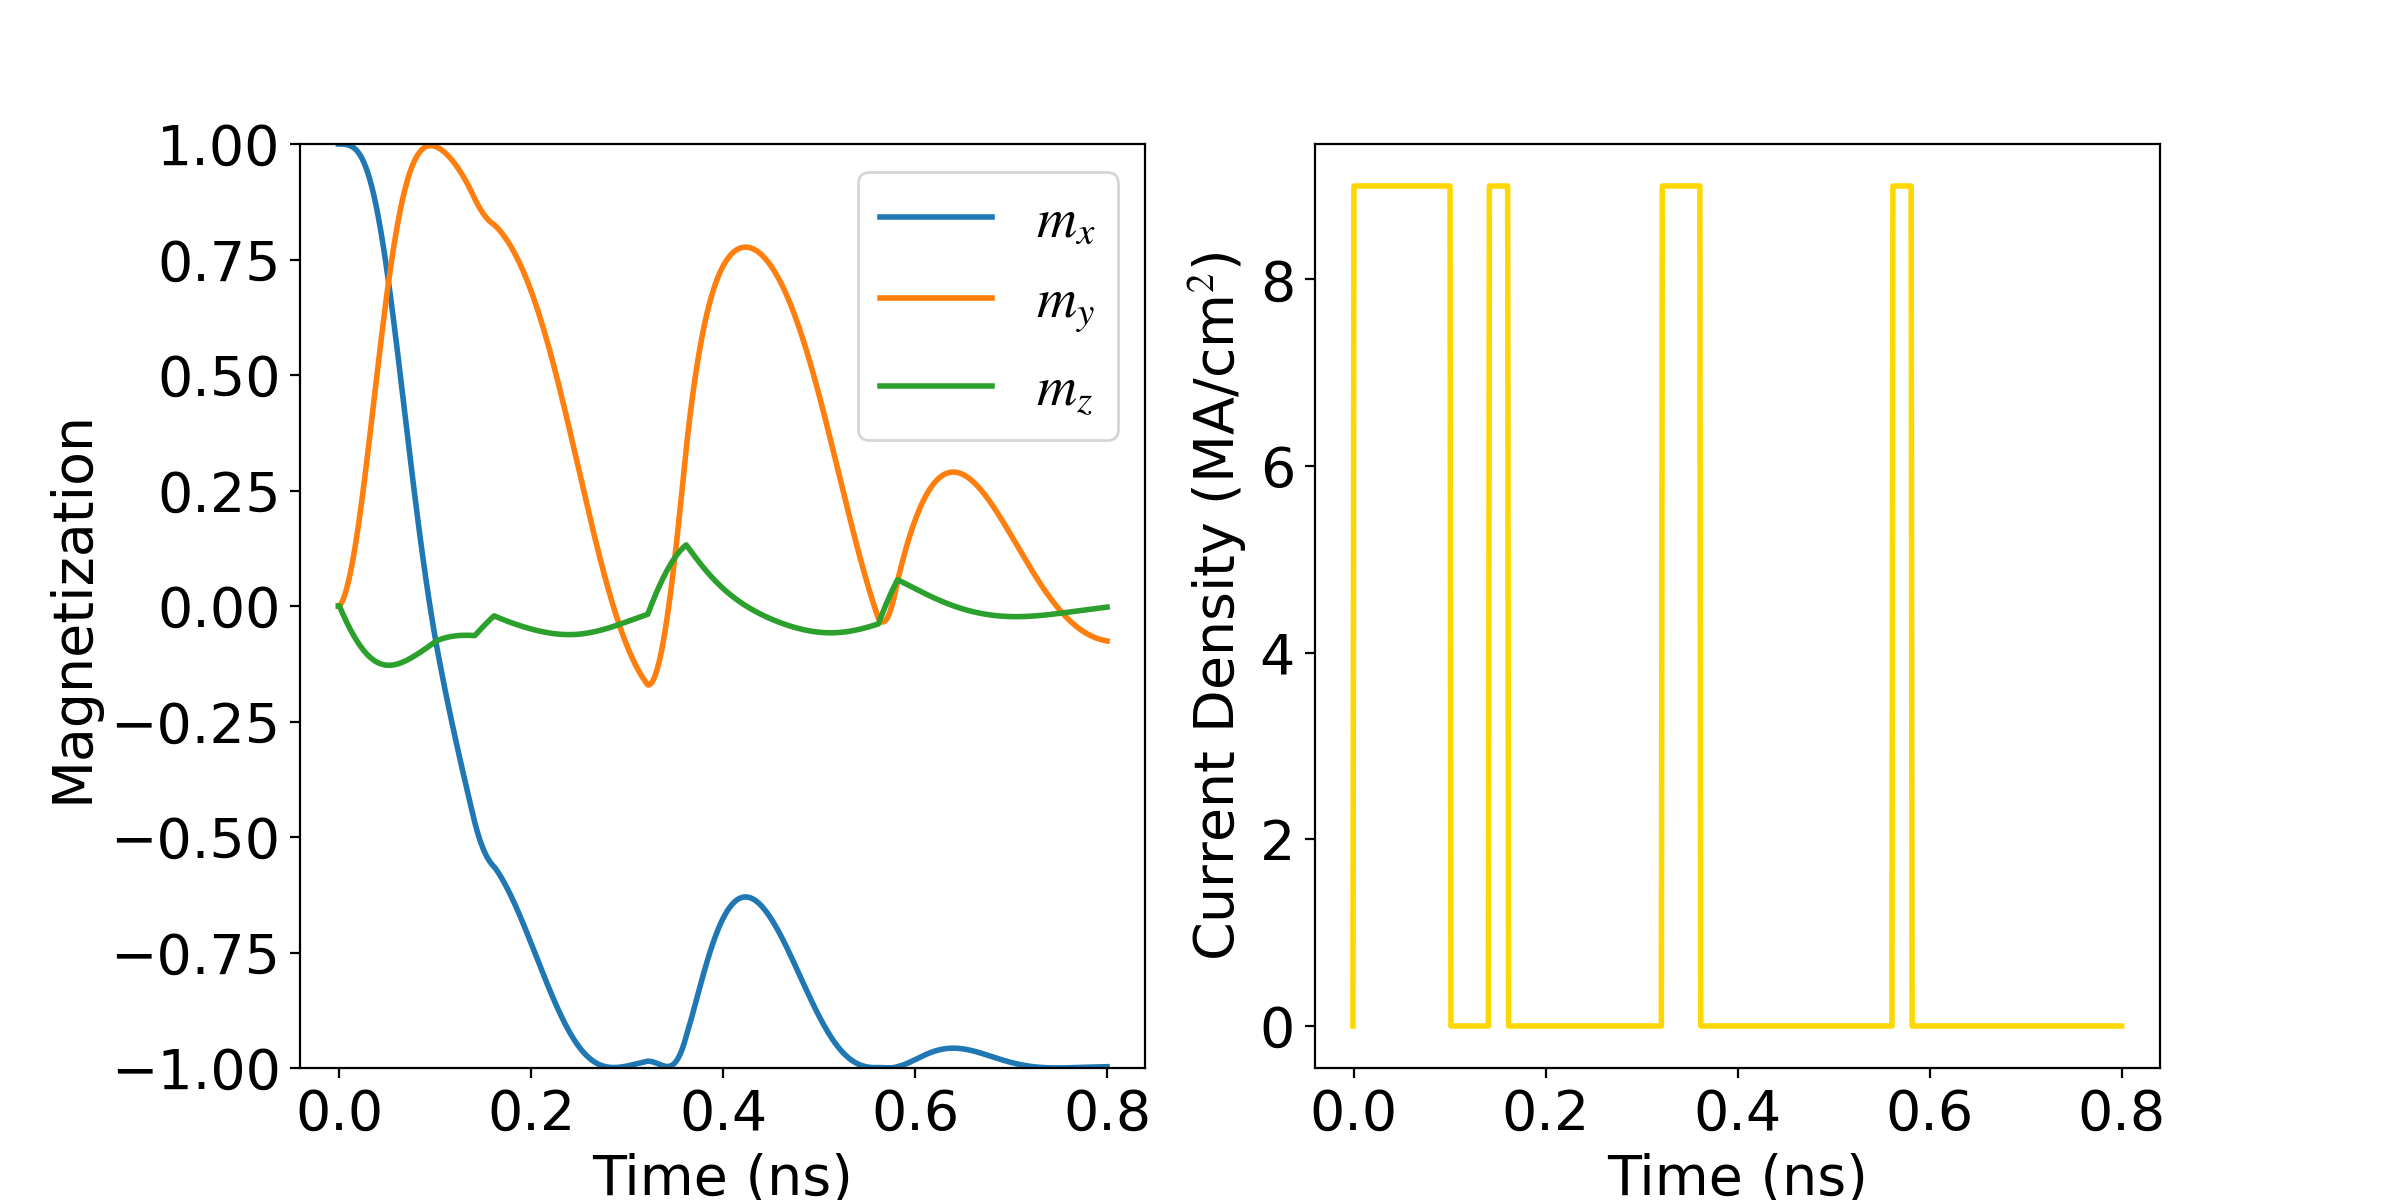 Magnetization
1.00
0.75
0.50
0.25
0.00
−0.25
−0.50
−0.75
−1.00
0.0 0.2 0.4 0.6 0.8
Time (ns)
mₓ
m_y
m_z
Current Density (MA/cm²)
8
6
4
2
0
0.0 0.2 0.4 0.6 0.8
Time (ns)